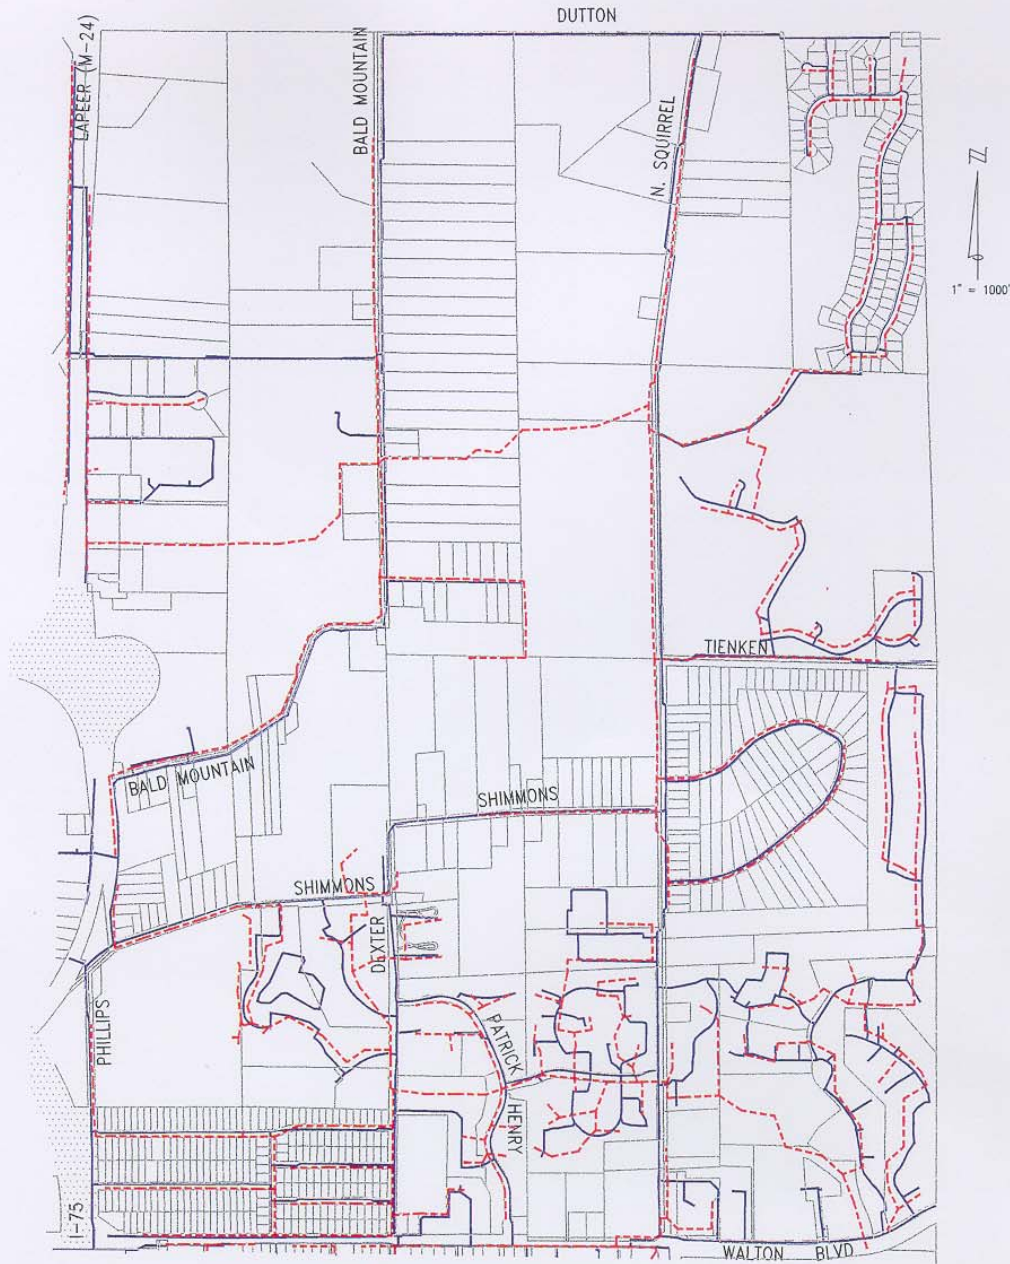 DUTTON
LAPEER (M-24)
BALD MOUNTAIN
N. SQUIRREL
N
1" = 1000'
TIENKEN
BALD MOUNTAIN
SHIMMONS
SHIMMONS
DEXTER
PHILLIPS
PATRICK HENRY
I-75
WALTON BLVD